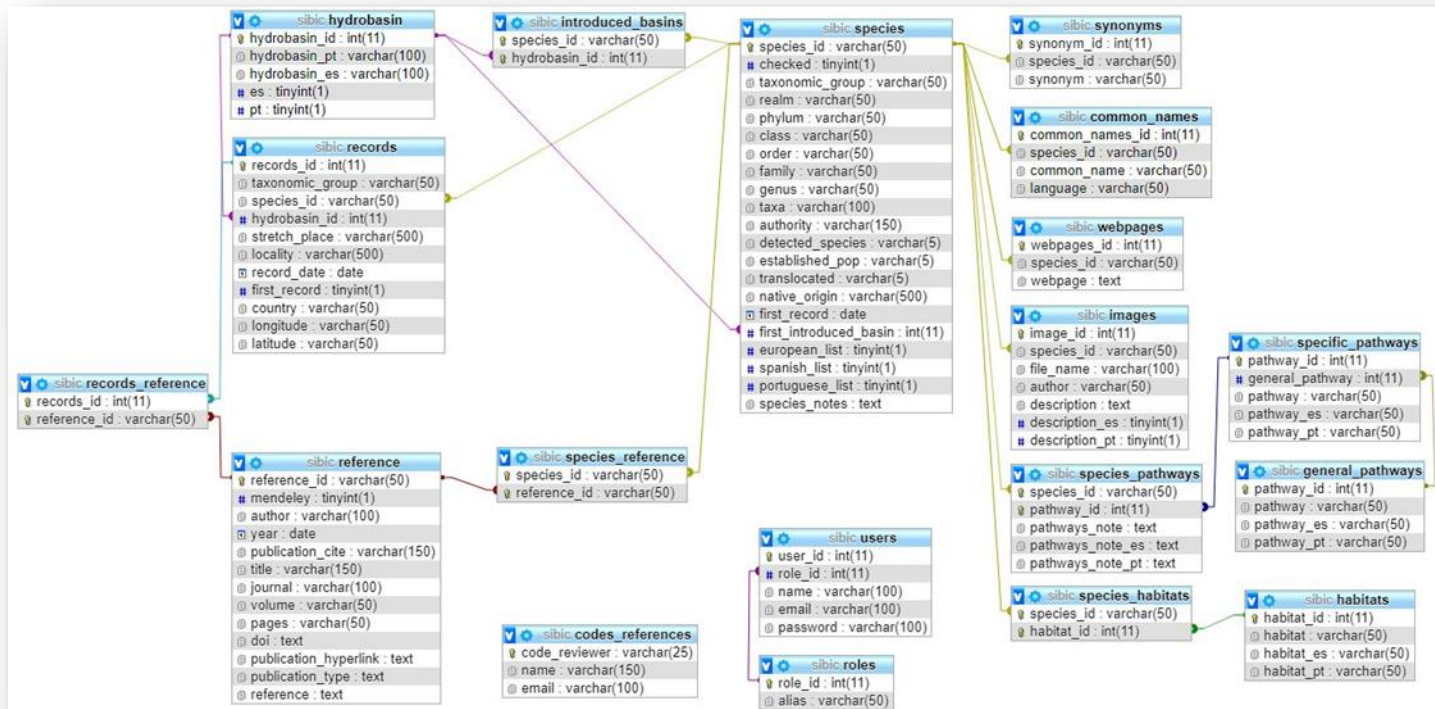 sibic hydrobasin
hydrobasin_id : int(11)
hydrobasin_pt : varchar(100)
hydrobasin_es : varchar(100)
es : tinyint(1)
pt : tinyint(1)
sibic introduced_basins
species_id : varchar(50)
hydrobasin_id : int(11)
sibic species
species_id : varchar(50)
checked : tinyint(1)
taxonomic_group : varchar(50)
realm : varchar(50)
phylum : varchar(50)
class : varchar(50)
order : varchar(50)
family : varchar(50)
genus : varchar(50)
taxa : varchar(100)
authority : varchar(150)
detected_species : varchar(5)
established_pop : varchar(5)
translocated : varchar(5)
native_origin : varchar(500)
first_record : date
first_introduced_basin : int(11)
european_list : tinyint(1)
spanish_list : tinyint(1)
portuguese_list : tinyint(1)
species_notes : text
sibic synonyms
synonym_id : int(11)
species_id : varchar(50)
synonym : varchar(50)
sibic common_names
common_names_id : int(11)
species_id : varchar(50)
common_name : varchar(50)
language : varchar(50)
sibic records
records_id : int(11)
taxonomic_group : varchar(50)
species_id : varchar(50)
hydrobasin_id : int(11)
stretch_place : varchar(500)
locality : varchar(500)
record_date : date
first_record : tinyint(1)
country : varchar(50)
longitude : varchar(50)
latitude : varchar(50)
sibic webpages
webpages_id : int(11)
species_id : varchar(50)
webpage : text
sibic images
image_id : int(11)
species_id : varchar(50)
file_name : varchar(100)
author : varchar(50)
description : text
description_es : tinyint(1)
description_pt : tinyint(1)
sibic specific_pathways
pathway_id : int(11)
general_pathway : int(11)
pathway : varchar(50)
pathway_es : varchar(50)
pathway_pt : varchar(50)
sibic records_reference
records_id : int(11)
reference_id : varchar(50)
sibic reference
reference_id : varchar(50)
mendeley : tinyint(1)
author : varchar(100)
year : date
publication_cite : varchar(150)
title : varchar(150)
journal : varchar(100)
volume : varchar(50)
pages : varchar(50)
doi : text
publication_hyperlink : text
publication_type : text
reference : text
sibic species_reference
species_id : varchar(50)
reference_id : varchar(50)
sibic species_pathways
species_id : varchar(50)
pathway_id : int(11)
pathways_note : text
pathways_note_es : text
pathways_note_pt : text
sibic general_pathways
pathway_id : int(11)
pathway : varchar(50)
pathway_es : varchar(50)
pathway_pt : varchar(50)
sibic users
user_id : int(11)
role_id : int(11)
name : varchar(100)
email : varchar(100)
password : varchar(100)
sibic codes_references
code_reviewer : varchar(25)
name : varchar(150)
email : varchar(100)
sibic roles
role_id : int(11)
alias : varchar(50)
sibic species_habitats
species_id : varchar(50)
habitat_id : int(11)
sibic habitats
habitat_id : int(11)
habitat : varchar(50)
habitat_es : varchar(50)
habitat_pt : varchar(50)